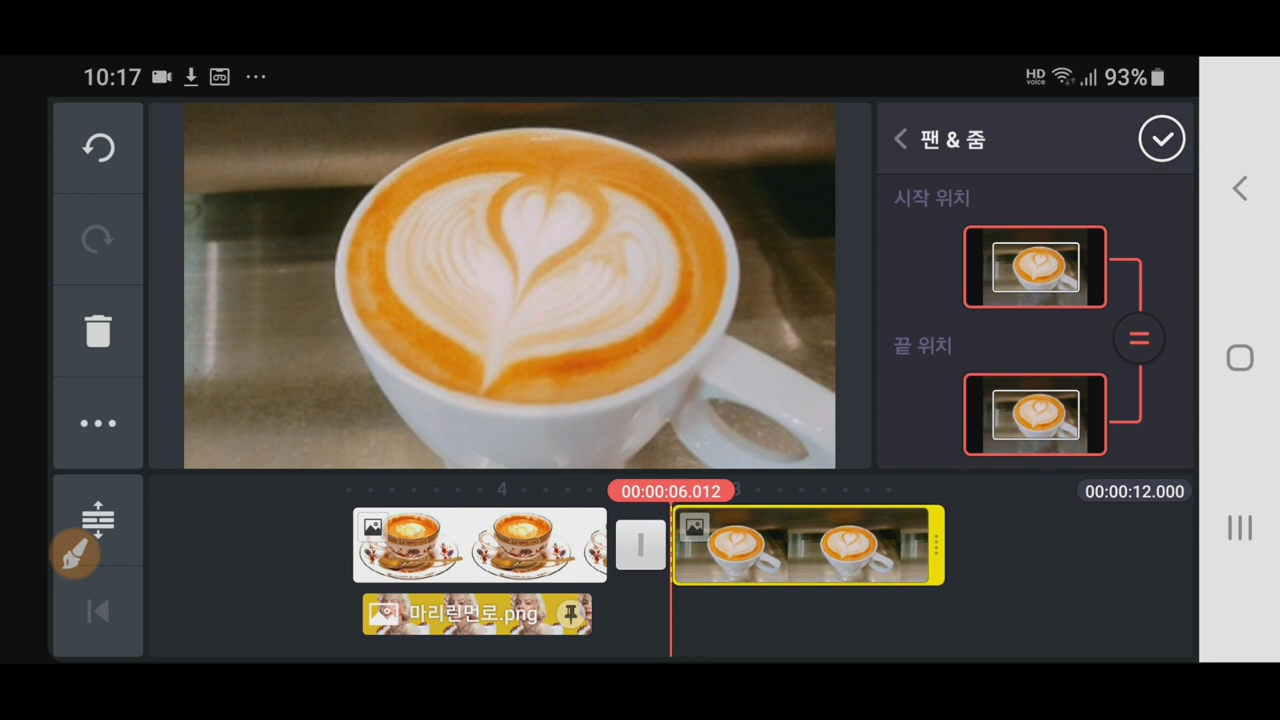 10:17
HD voice
93%
팬 & 줌
시작 위치
끝 위치
4
00:00:06.012
8
00:00:12.000
마리린먼로.png